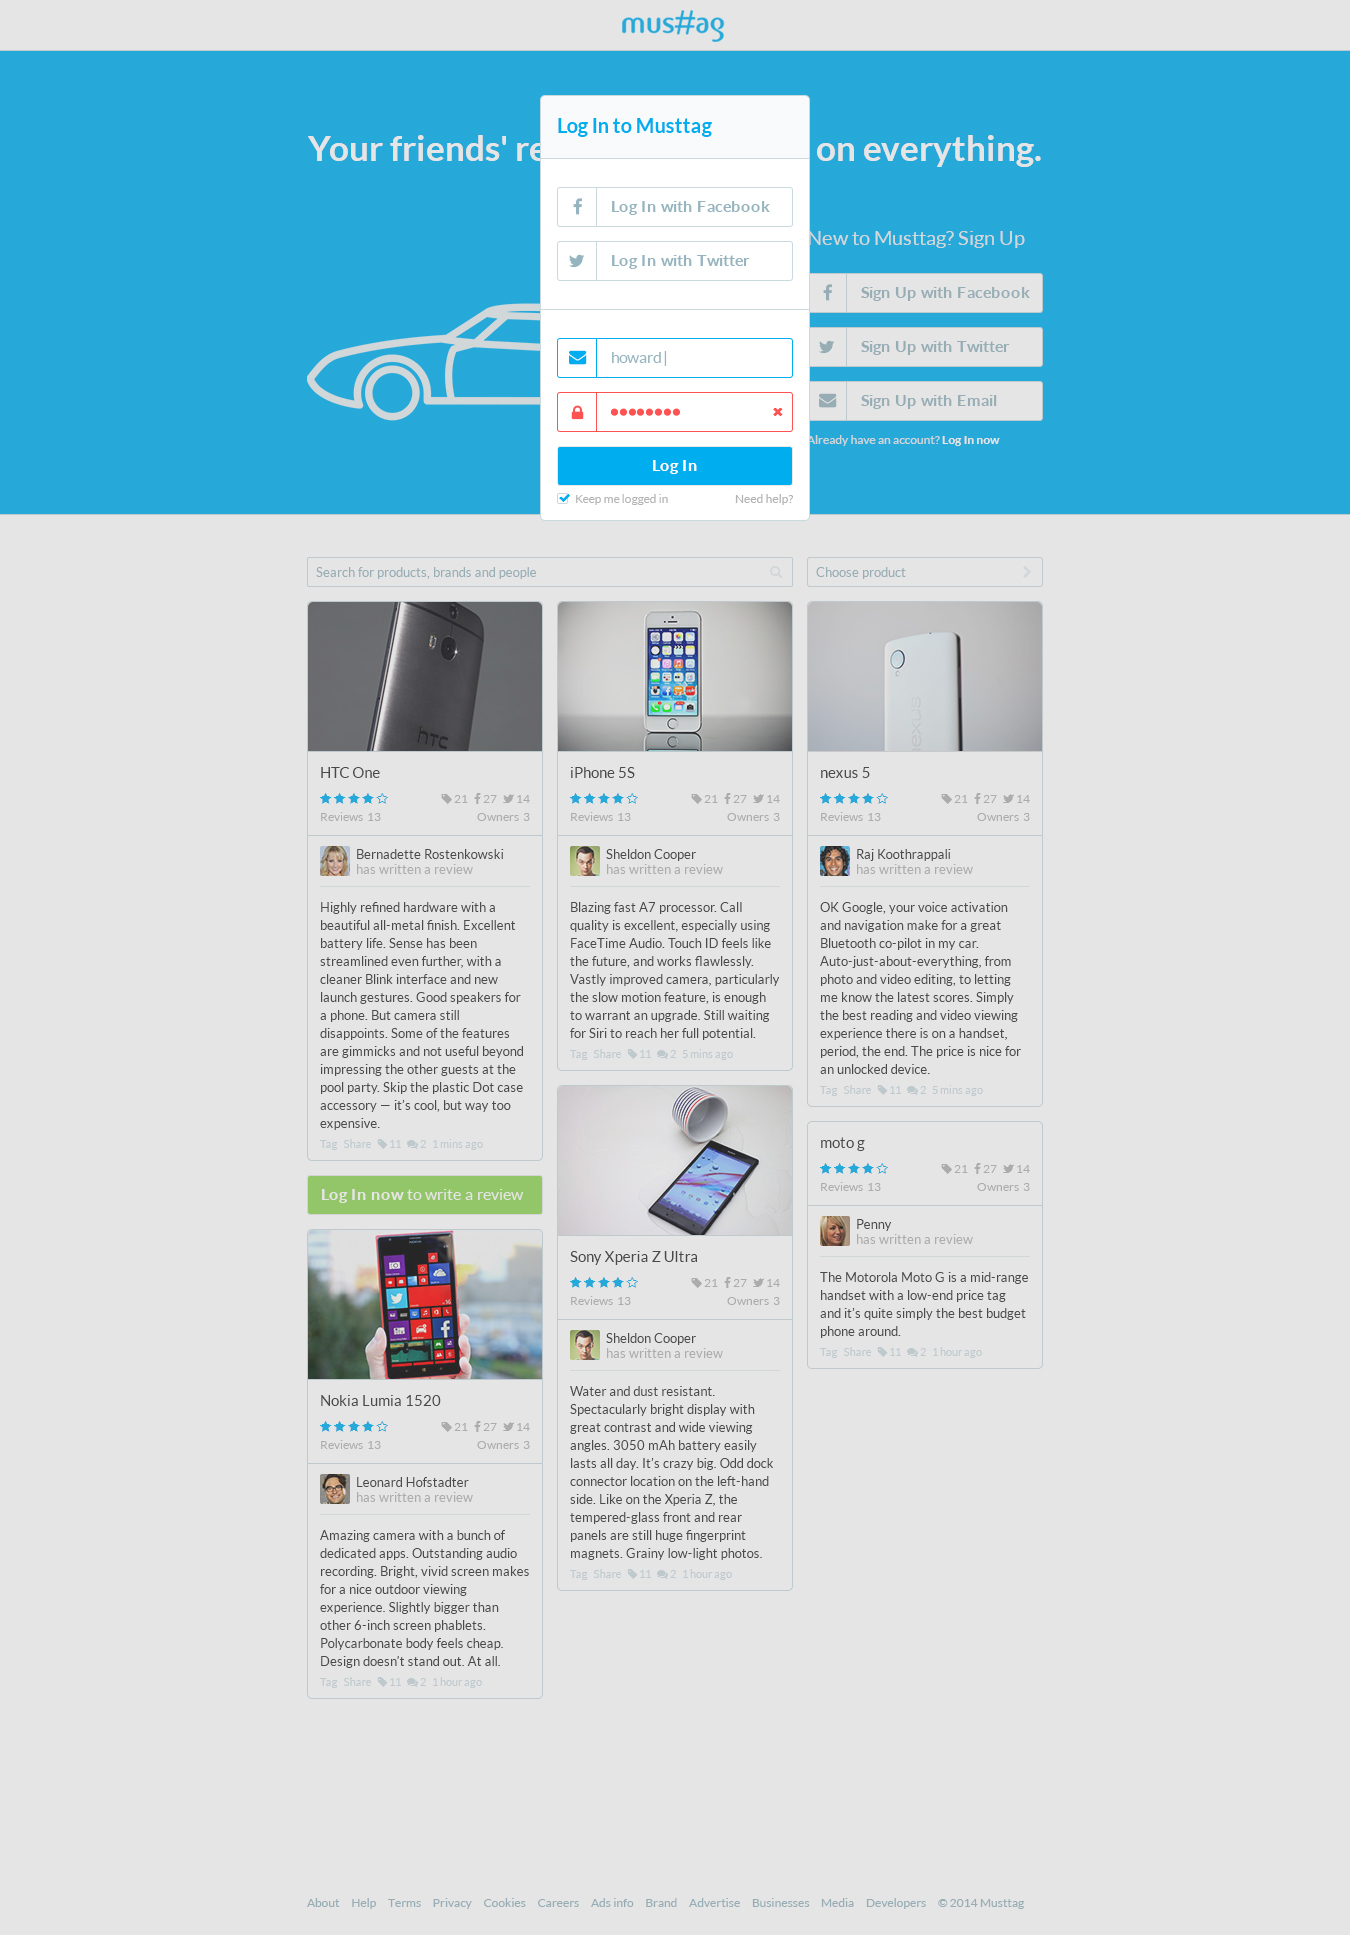 musttag
Your friends' re
on everything.
Log In to Musttag
Log In with Facebook
Log In with Twitter
howard
Log In
Keep me logged in
Need help?
New to Musttag? Sign Up
Sign Up with Facebook
Sign Up with Twitter
Sign Up with Email
Already have an account? Log In now
Search for products, brands and people
Choose product
hTC
HTC One
21 27 14
Reviews 13
Owners 3
Bernadette Rostenkowski
has written a review
Highly refined hardware with a
beautiful all-metal finish. Excellent
battery life. Sense has been
streamlined even further, with a
cleaner Blink interface and new
launch gestures. Good speakers for
a phone. But camera still
disappoints. Some of the features
are gimmicks and not useful beyond
impressing the other guests at the
pool party. Skip the plastic Dot case
accessory — it's cool, but way too
expensive.
Tag Share 11 2 1 mins ago
Log In now to write a review
Nokia Lumia 1520
21 27 14
Reviews 13
Owners 3
Leonard Hofstadter
has written a review
Amazing camera with a bunch of
dedicated apps. Outstanding audio
recording. Bright, vivid screen makes
for a nice outdoor viewing
experience. Slightly bigger than
other 6-inch screen phablets.
Polycarbonate body feels cheap.
Design doesn't stand out. At all.
Tag Share 11 2 1 hour ago
iPhone 5S
21 27 14
Reviews 13
Owners 3
Sheldon Cooper
has written a review
Blazing fast A7 processor. Call
quality is excellent, especially using
FaceTime Audio. Touch ID feels like
the future, and works flawlessly.
Vastly improved camera, particularly
the slow motion feature, is enough
to warrant an upgrade. Still waiting
for Siri to reach her full potential.
Tag Share 11 2 5 mins ago
Sony Xperia Z Ultra
21 27 14
Reviews 13
Owners 3
Sheldon Cooper
has written a review
Water and dust resistant.
Spectacularly bright display with
great contrast and wide viewing
angles. 3050 mAh battery easily
lasts all day. It's crazy big. Odd dock
connector location on the left-hand
side. Like on the Xperia Z, the
tempered-glass front and rear
panels are still huge fingerprint
magnets. Grainy low-light photos.
Tag Share 11 2 1 hour ago
nexus
nexus 5
21 27 14
Reviews 13
Owners 3
Raj Koothrappali
has written a review
OK Google, your voice activation
and navigation make for a great
Bluetooth co-pilot in my car.
Auto-just-about-everything, from
photo and video editing, to letting
me know the latest scores. Simply
the best reading and video viewing
experience there is on a handset,
period, the end. The price is nice for
an unlocked device.
Tag Share 11 2 5 mins ago
moto g
21 27 14
Reviews 13
Owners 3
Penny
has written a review
The Motorola Moto G is a mid-range
handset with a low-end price tag
and it's quite simply the best budget
phone around.
Tag Share 11 2 1 hour ago
About Help Terms Privacy Cookies Careers Ads info Brand Advertise Businesses Media Developers © 2014 Musttag